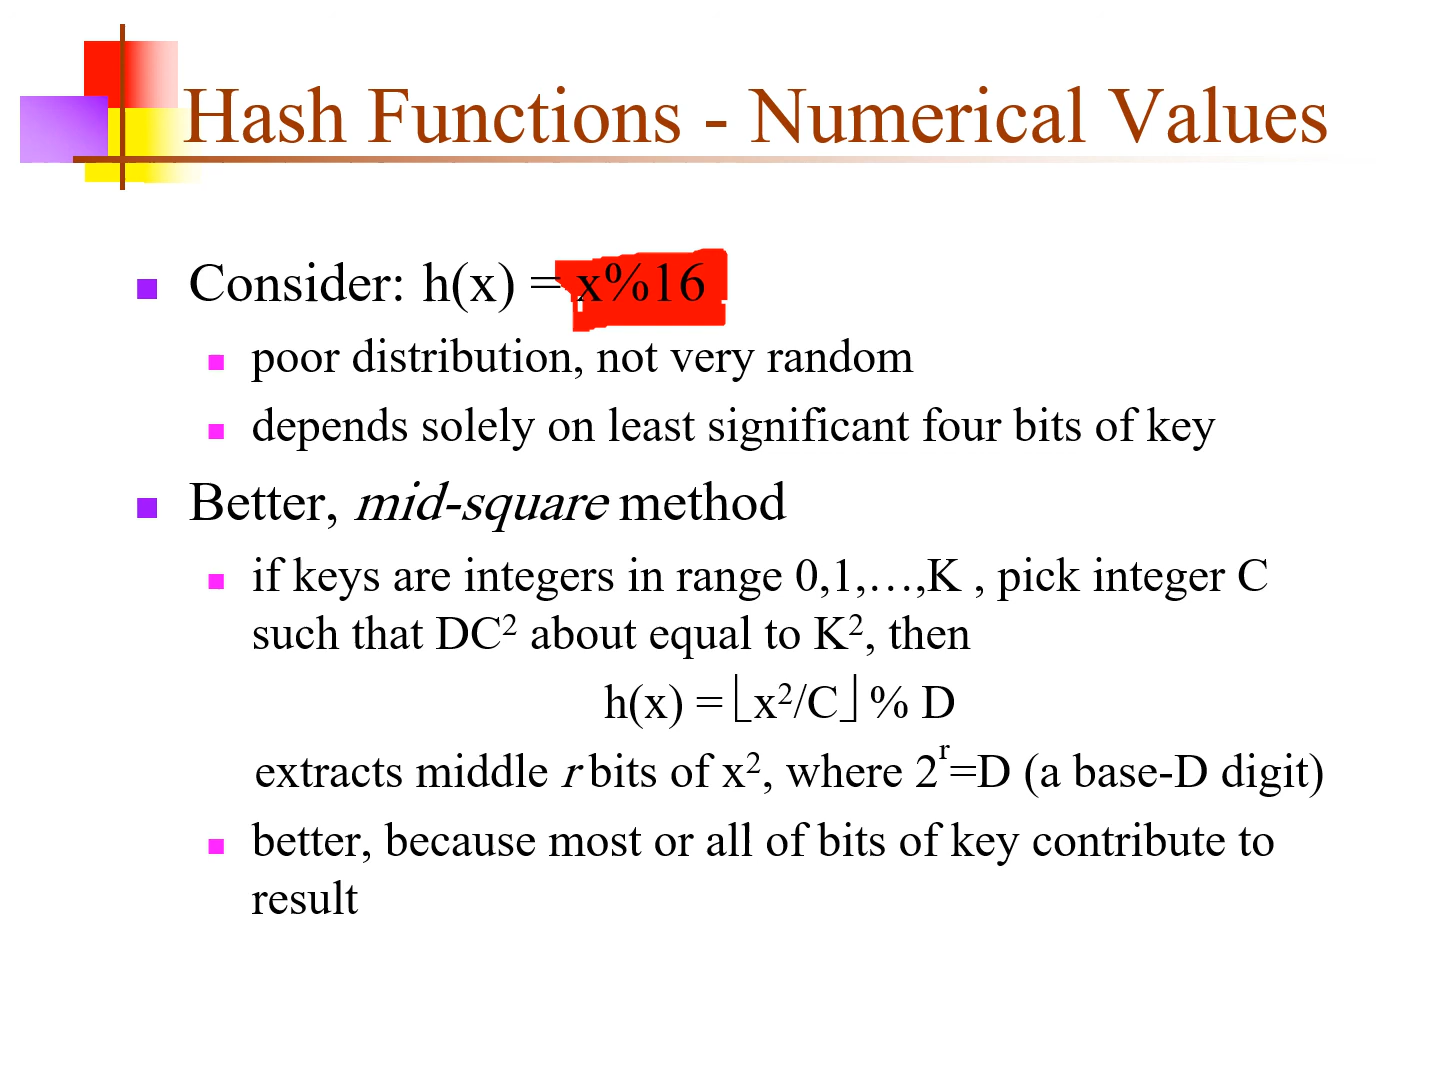 Hash Functions - Numerical Values
Consider: h(x) = x%16
poor distribution, not very random
depends solely on least significant four bits of key
Better, mid-square method
if keys are integers in range 0,1,…,K , pick integer C
such that DC² about equal to K², then
h(x) = ⌊x²/C⌋ % D
extracts middle r bits of x², where 2ʳ=D (a base-D digit)
better, because most or all of bits of key contribute to
result